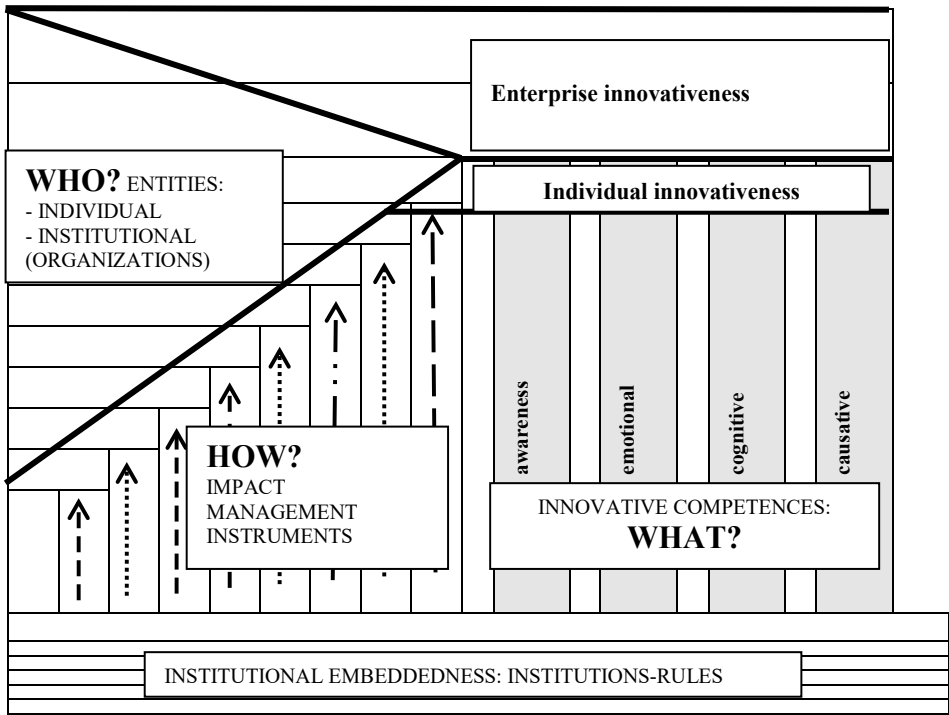 Enterprise innovativeness
WHO? ENTITIES:
- INDIVIDUAL
- INSTITUTIONAL
(ORGANIZATIONS)
Individual innovativeness
awareness
emotional
cognitive
causative
HOW?
IMPACT
MANAGEMENT
INSTRUMENTS
INNOVATIVE COMPETENCES:
WHAT?
INSTITUTIONAL EMBEDDEDNESS: INSTITUTIONS-RULES